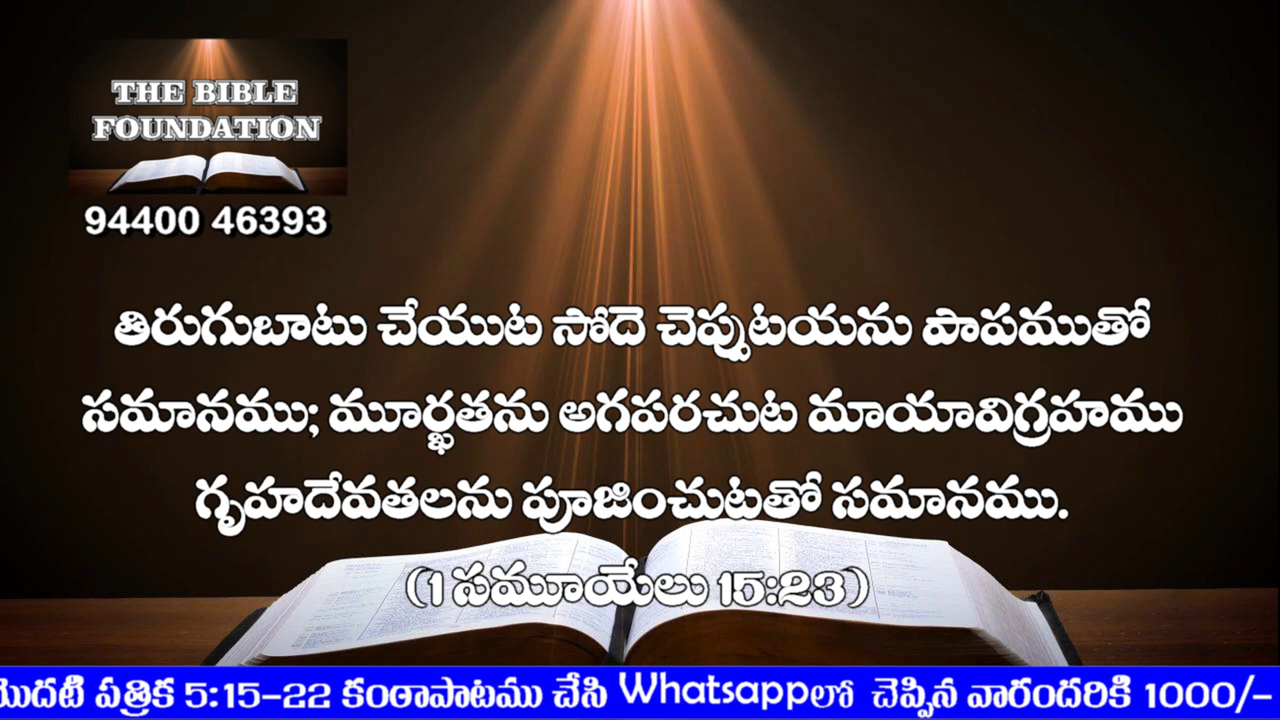 THE BIBLE
FOUNDATION
94400 46393
తిరుగుబాటు చేయుట సోదె చెప్పుటయను పాపముతో
సమానము; మూర్ఖతను అగపరచుట మాయావిగ్రహము
గృహదేవతలను పూజించుటతో సమానము.
(1 సమూయేలు 15:23)
మొదటి పత్రిక 5:15-22 కంఠాపాటము చేసి Whatsappలో చెప్పిన వారందరికి 1000/-